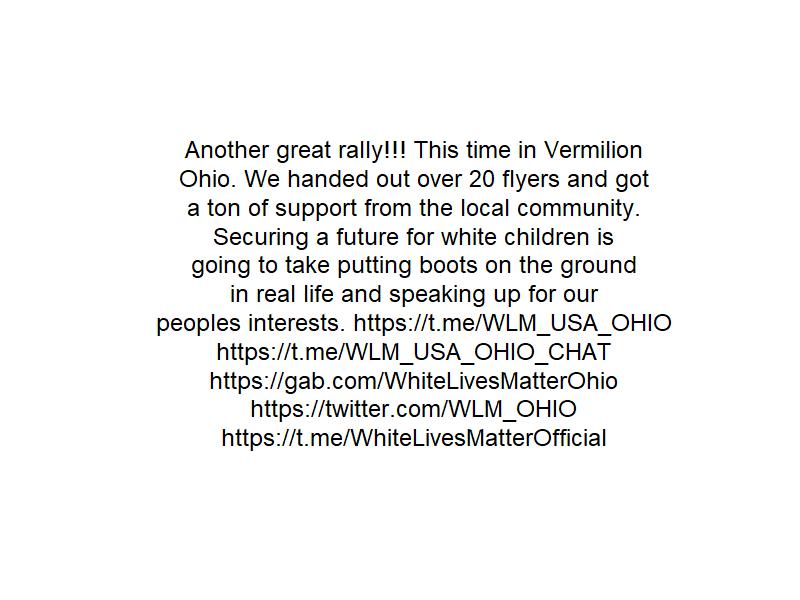 Another great rally!!! This time in Vermilion
Ohio. We handed out over 20 flyers and got
a ton of support from the local community.
Securing a future for white children is
going to take putting boots on the ground
in real life and speaking up for our
peoples interests. https://t.me/WLM_USA_OHIO
https://t.me/WLM_USA_OHIO_CHAT
https://gab.com/WhiteLivesMatterOhio
https://twitter.com/WLM_OHIO
https://t.me/WhiteLivesMatterOfficial